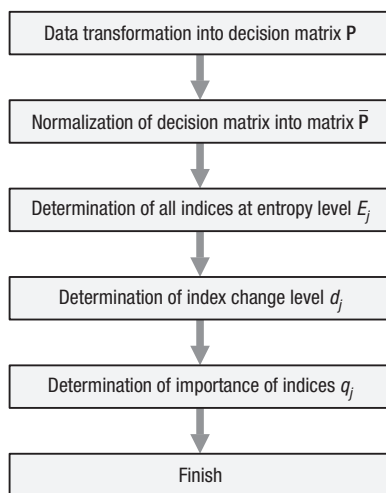 Data transformation into decision matrix P
Normalization of decision matrix into matrix P̅
Determination of all indices at entropy level Eⱼ
Determination of index change level dⱼ
Determination of importance of indices qⱼ
Finish